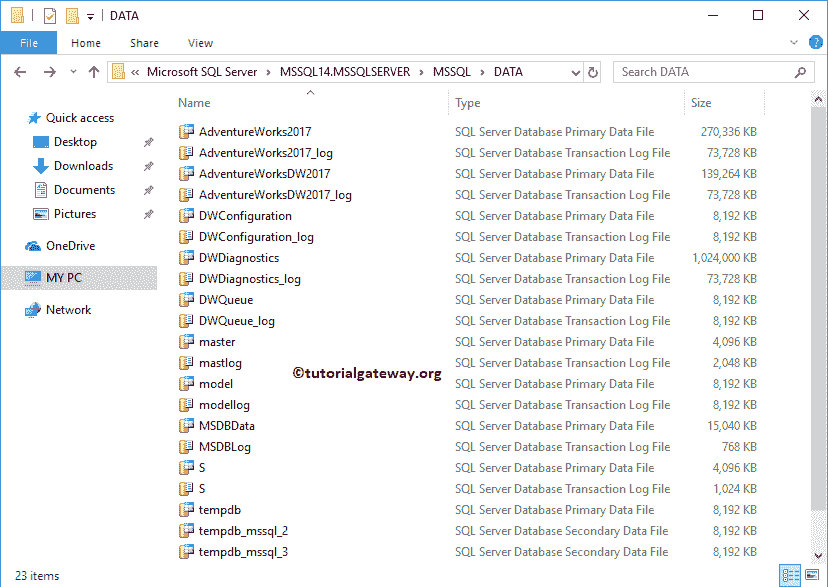 DATA
File Home Share View
« Microsoft SQL Server › MSSQL14.MSSQLSERVER › MSSQL › DATA Search DATA
Name Type Size
Quick access
Desktop
Downloads
Documents
Pictures
OneDrive
MY PC
Network
AdventureWorks2017 SQL Server Database Primary Data File 270,336 KB
AdventureWorks2017_log SQL Server Database Transaction Log File 73,728 KB
AdventureWorksDW2017 SQL Server Database Primary Data File 139,264 KB
AdventureWorksDW2017_log SQL Server Database Transaction Log File 73,728 KB
DWConfiguration SQL Server Database Primary Data File 8,192 KB
DWConfiguration_log SQL Server Database Transaction Log File 8,192 KB
DWDiagnostics SQL Server Database Primary Data File 1,024,000 KB
DWDiagnostics_log SQL Server Database Transaction Log File 73,728 KB
DWQueue SQL Server Database Primary Data File 8,192 KB
DWQueue_log SQL Server Database Transaction Log File 8,192 KB
master SQL Server Database Primary Data File 4,096 KB
mastlog SQL Server Database Transaction Log File 2,048 KB
©tutorialgateway.org
model SQL Server Database Primary Data File 8,192 KB
modellog SQL Server Database Transaction Log File 8,192 KB
MSDBData SQL Server Database Primary Data File 15,040 KB
MSDBLog SQL Server Database Transaction Log File 768 KB
S SQL Server Database Primary Data File 4,096 KB
S SQL Server Database Transaction Log File 1,024 KB
tempdb SQL Server Database Primary Data File 8,192 KB
tempdb_mssql_2 SQL Server Database Secondary Data File 8,192 KB
tempdb_mssql_3 SQL Server Database Secondary Data File 8,192 KB
23 items